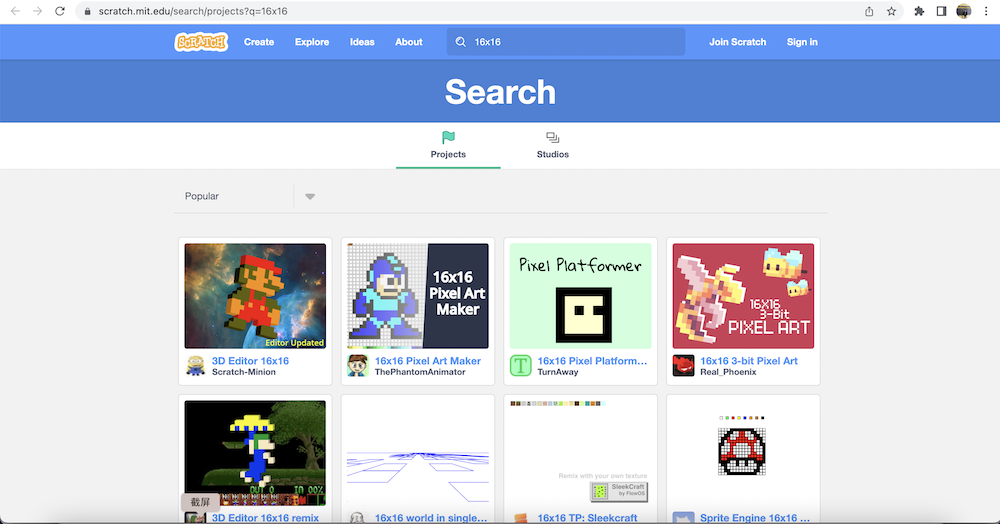 scratch.mit.edu/search/projects?q=16x16
SCRATCH Create Explore Ideas About 16x16 Join Scratch Sign in
Search
Projects Studios
Popular
Editor Updated
3D Editor 16x16
Scratch-Minion
16x16
Pixel Art
Maker
16x16 Pixel Art Maker
ThePhantomAnimator
Pixel Platformer
T
16x16 Pixel Platform...
TurnAway
16X16
3-Bit
PIXEL ART
16x16 3-bit Pixel Art
Real_Phoenix
OUT 0 IN 00%
截屏
3D Editor 16x16 remix
16x16 world in single...
Remix with your own texture
SleekCraft
by FlowOS
16x16 TP: Sleekcraft
Sprite Engine 16x16 ...